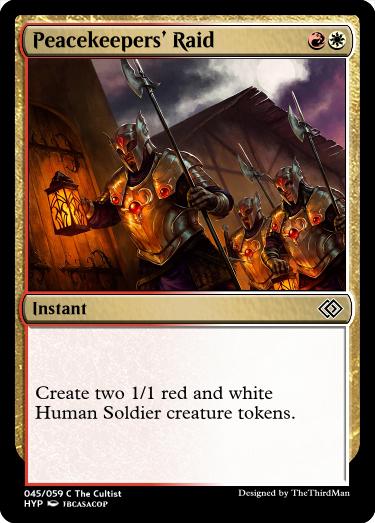 Peacekeepers' Raid
Instant
Create two 1/1 red and white
Human Soldier creature tokens.
045/059 C The Cultist
Designed by TheThirdMan
HYP TBCASACOP